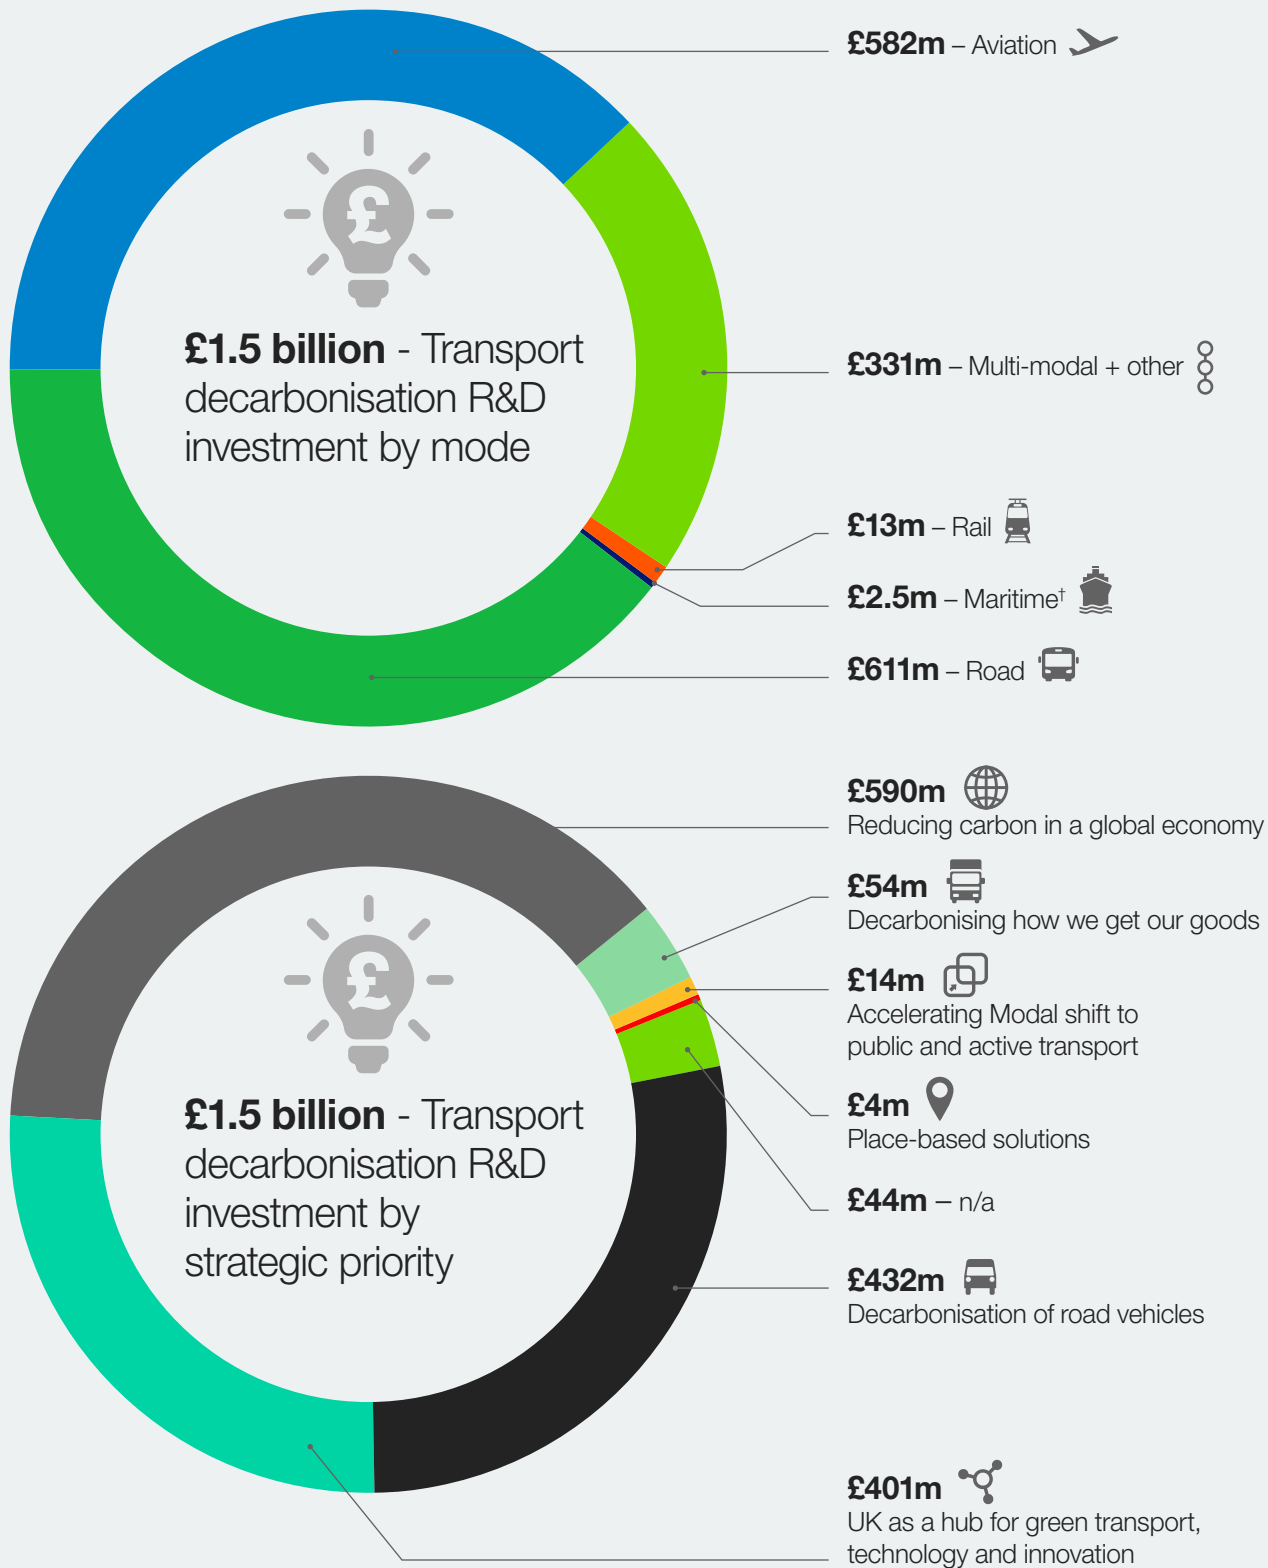 £582m – Aviation
£
£1.5 billion - Transport
decarbonisation R&D
investment by mode
£331m – Multi-modal + other
£13m – Rail
£2.5m – Maritime†
£611m – Road
£590m
Reducing carbon in a global economy
£54m
Decarbonising how we get our goods
£14m
Accelerating Modal shift to
public and active transport
£
£1.5 billion - Transport
decarbonisation R&D
investment by
strategic priority
£4m
Place-based solutions
£44m – n/a
£432m
Decarbonisation of road vehicles
£401m
UK as a hub for green transport,
technology and innovation